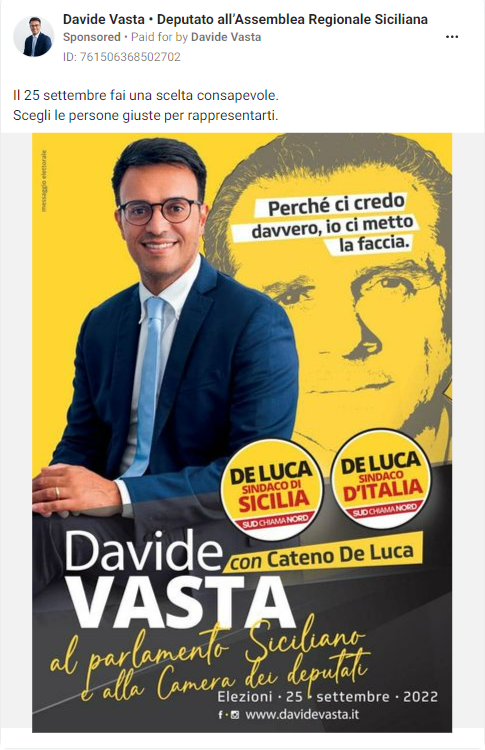 Davide Vasta • Deputato all'Assemblea Regionale Siciliana
Sponsored • Paid for by Davide Vasta
ID: 761506368502702
Il 25 settembre fai una scelta consapevole.
Scegli le persone giuste per rappresentarti.
messaggio elettorale
Perché ci credo
davvero, io ci metto
la faccia.
DE LUCA
SINDACO DI
SICILIA
SUD CHIAMA NORD
DE LUCA
SINDACO
D'ITALIA
SUD CHIAMA NORD
Davide
VASTA
con Cateno De Luca
al parlamento Siciliano
e alla Camera dei deputati
Elezioni • 25 • settembre • 2022
f • www.davidevasta.it